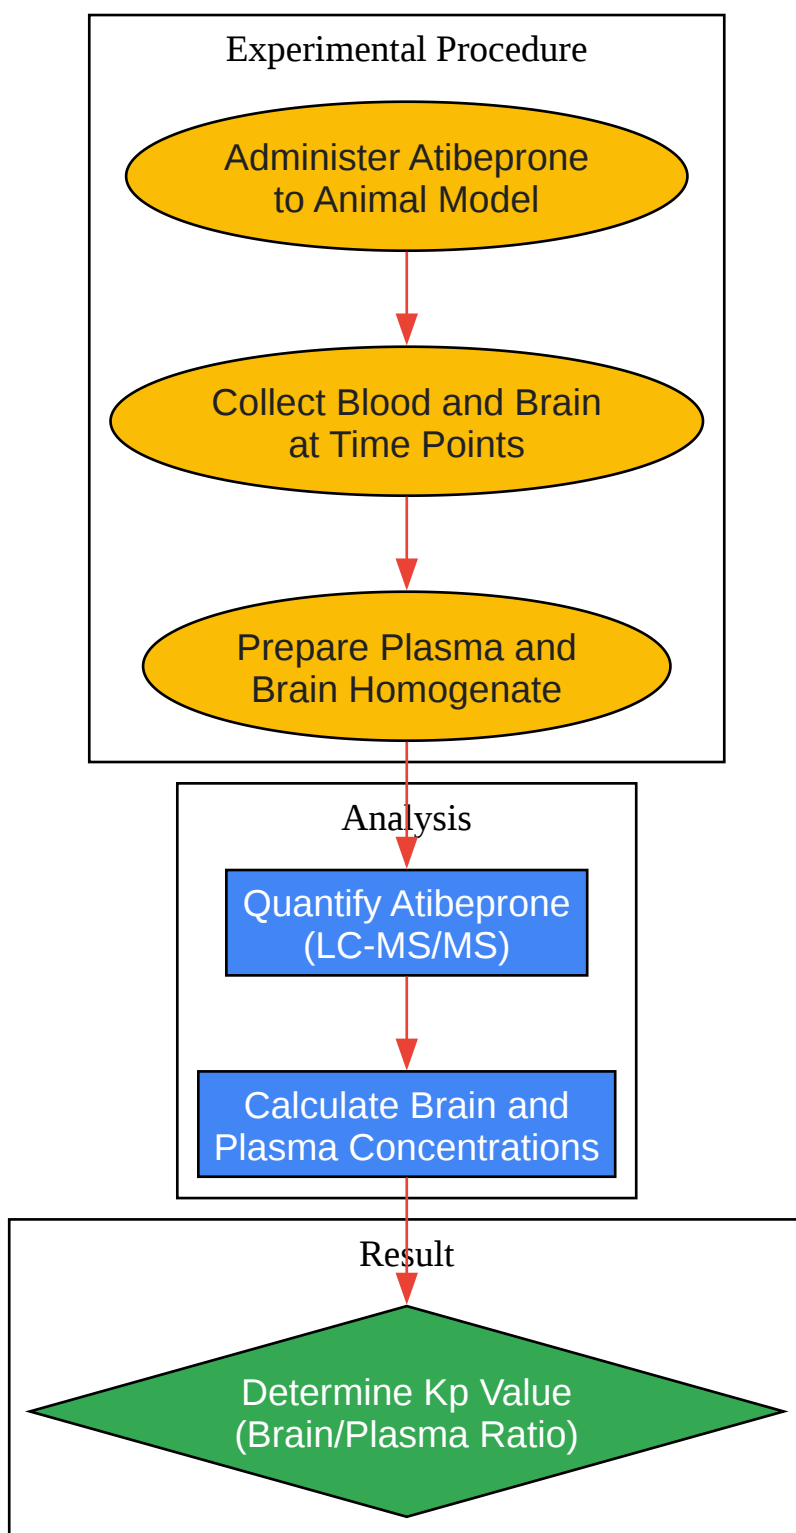 Experimental Procedure
Administer Atibeprone
to Animal Model
Collect Blood and Brain
at Time Points
Prepare Plasma and
Brain Homogenate
Analysis
Quantify Atibeprone
(LC-MS/MS)
Calculate Brain and
Plasma Concentrations
Result
Determine Kp Value
(Brain/Plasma Ratio)